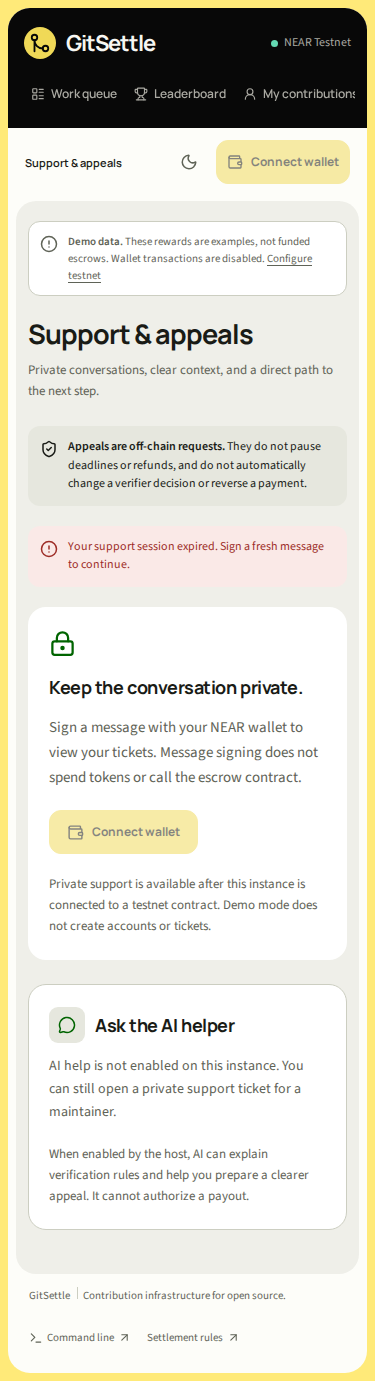 GitSettle
NEAR Testnet
Work queue
Leaderboard
My contributions
Support & appeals
Connect wallet
Demo data. These rewards are examples, not funded
escrows. Wallet transactions are disabled. Configure
testnet
Support & appeals
Private conversations, clear context, and a direct path to
the next step.
Appeals are off-chain requests. They do not pause
deadlines or refunds, and do not automatically
change a verifier decision or reverse a payment.
Your support session expired. Sign a fresh message
to continue.
Keep the conversation private.
Sign a message with your NEAR wallet to
view your tickets. Message signing does not
spend tokens or call the escrow contract.
Connect wallet
Private support is available after this instance is
connected to a testnet contract. Demo mode does
not create accounts or tickets.
Ask the AI helper
AI help is not enabled on this instance. You
can still open a private support ticket for a
maintainer.
When enabled by the host, AI can explain
verification rules and help you prepare a clearer
appeal. It cannot authorize a payout.
GitSettle
Contribution infrastructure for open source.
Command line
Settlement rules